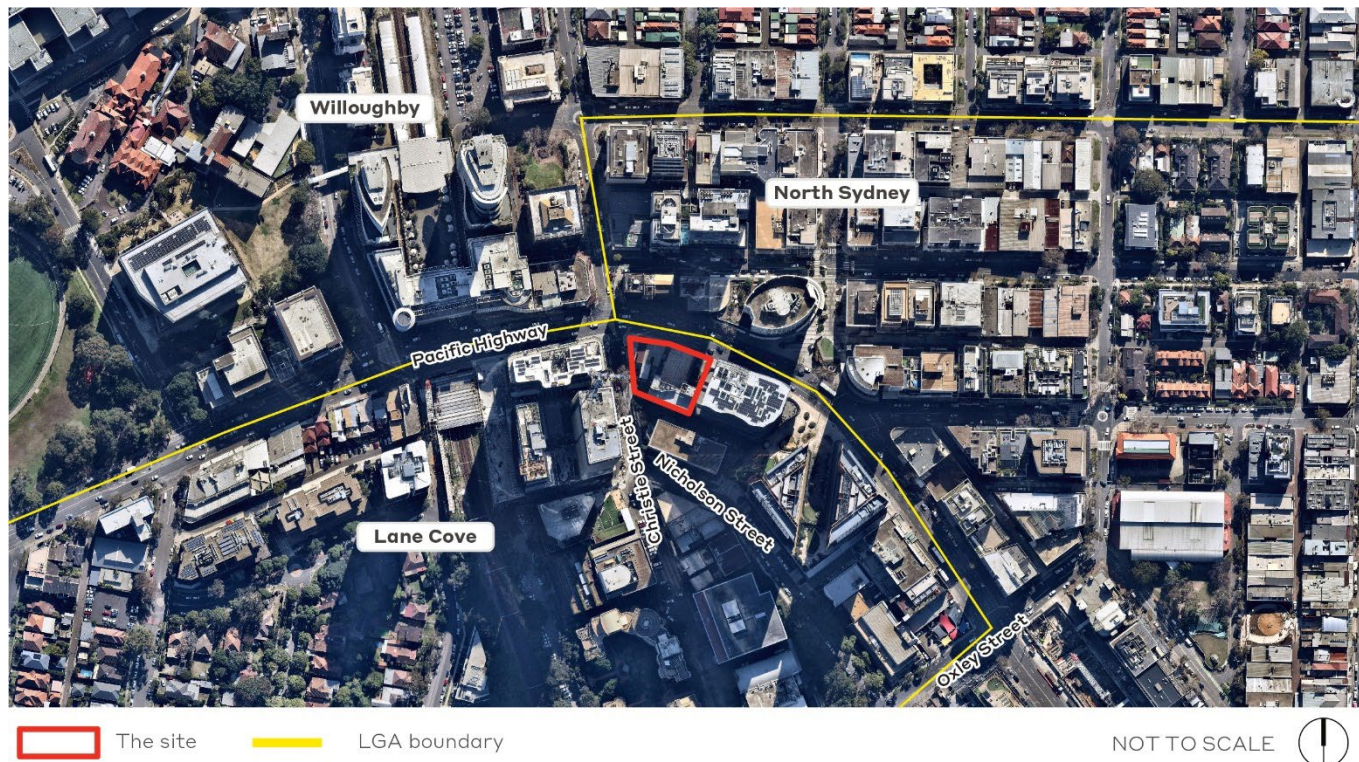 Willoughby
North Sydney
Pacific Highway
Christie Street
Nicholson Street
Lane Cove
Oxley Street
The site
LGA boundary
NOT TO SCALE